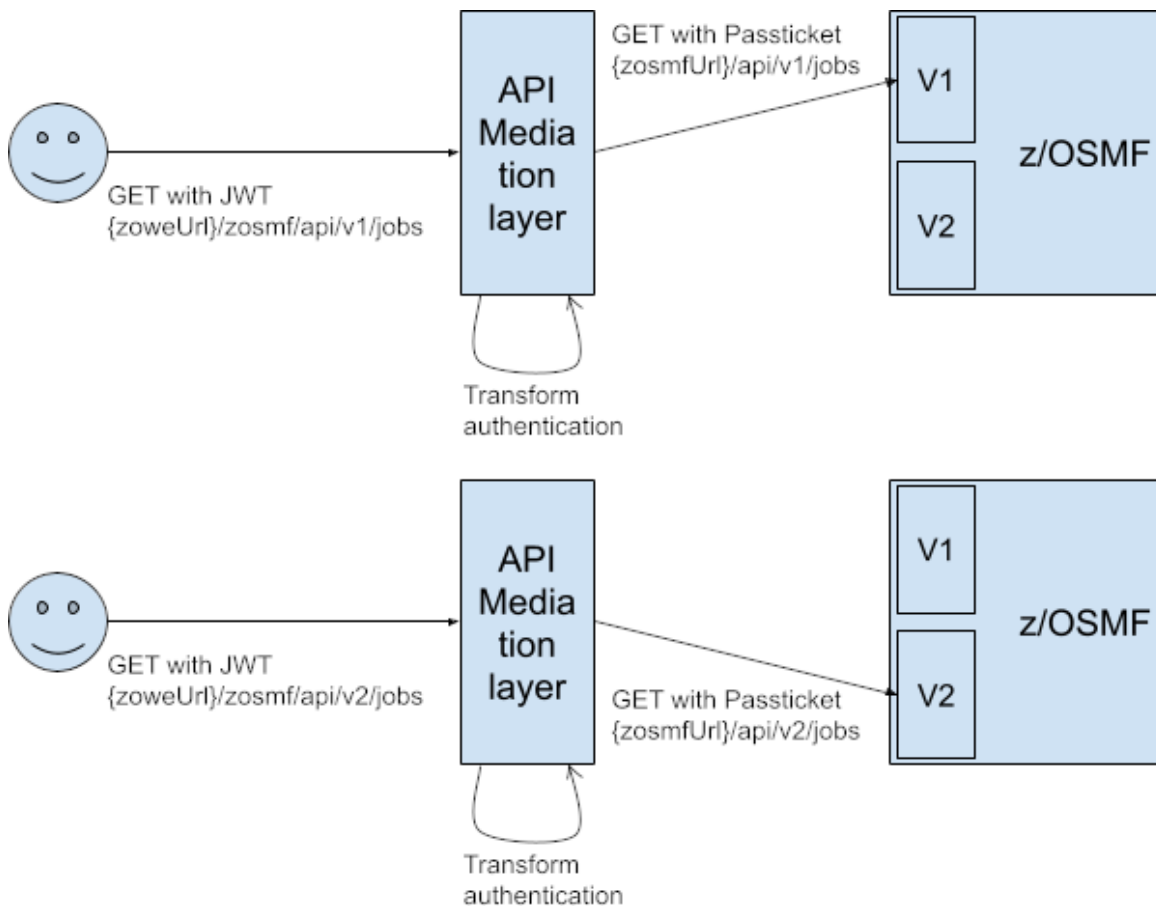 GET with Passticket
{zosmfUrl}/api/v1/jobs
API
Media
tion
layer
V1
z/OSMF
V2
GET with JWT
{zoweUrl}/zosmf/api/v1/jobs
Transform
authentication
API
Media
tion
layer
V1
z/OSMF
V2
GET with JWT
{zoweUrl}/zosmf/api/v2/jobs
GET with Passticket
{zosmfUrl}/api/v2/jobs
Transform
authentication